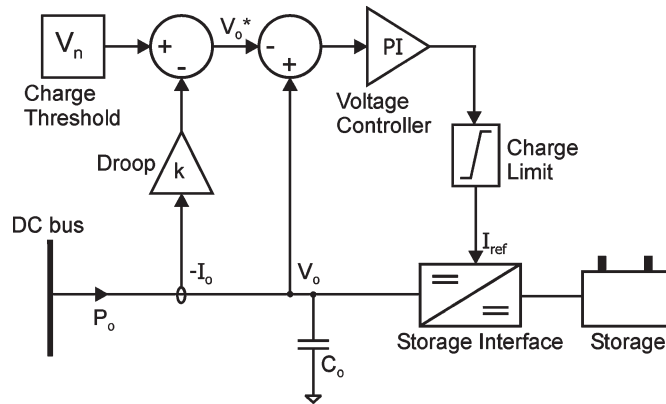 Vn
Charge
Threshold
+
-
Vo*
-
+
PI
Voltage
Controller
Charge
Limit
Droop
k
DC bus
-Io
Vo
Iref
Po
Co
Storage Interface
Storage